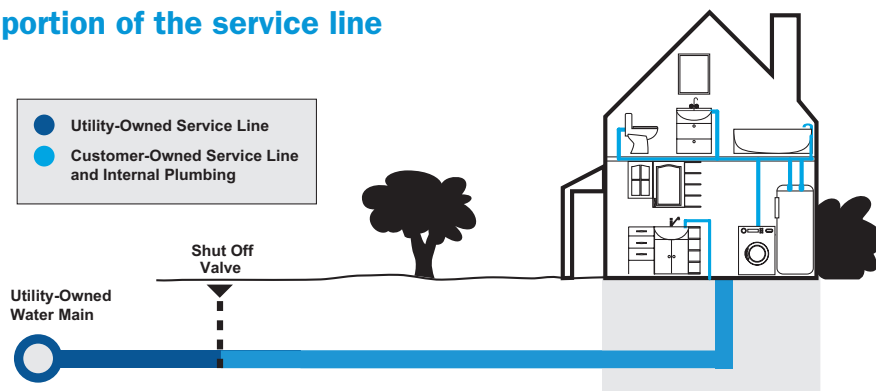 portion of the service line
Utility-Owned Service Line
Customer-Owned Service Line
and Internal Plumbing
Shut Off
Valve
Utility-Owned
Water Main